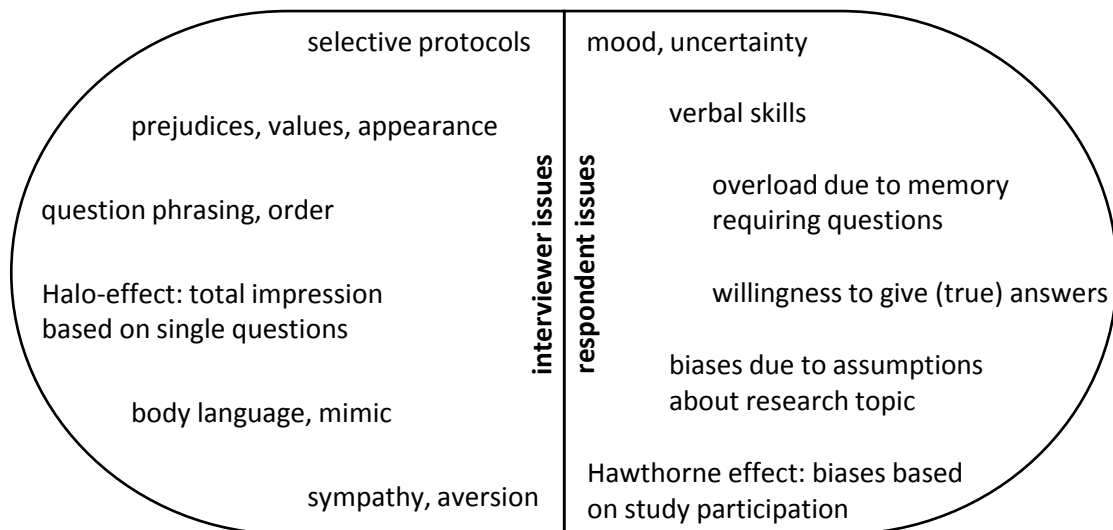 selective protocols
prejudices, values, appearance
question phrasing, order
Halo-effect: total impression
based on single questions
body language, mimic
sympathy, aversion
interviewer issues
respondent issues
mood, uncertainty
verbal skills
overload due to memory
requiring questions
willingness to give (true) answers
biases due to assumptions
about research topic
Hawthorne effect: biases based
on study participation